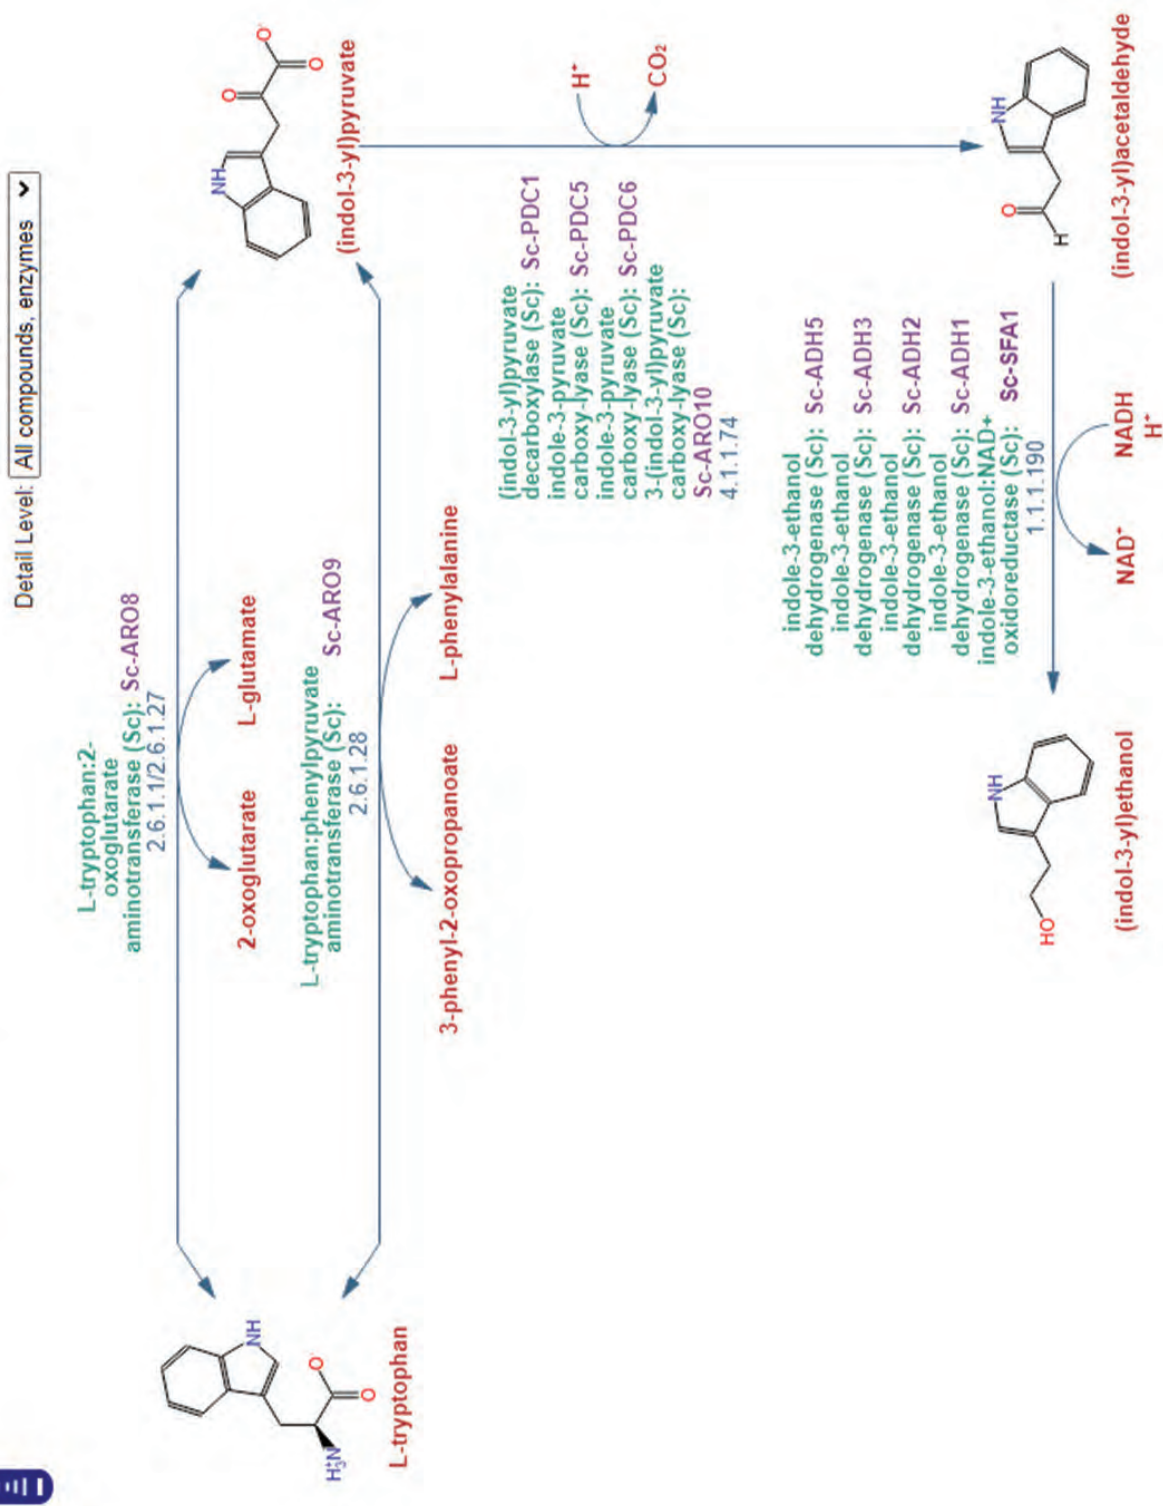 Detail Level: All compounds, enzymes
L-tryptophan:2-
oxoglutarate
aminotransferase (Sc): Sc-ARO8
2.6.1.1/2.6.1.27
2-oxoglutarate
L-glutamate
L-tryptophan:phenylpyruvate
aminotransferase (Sc): Sc-ARO9
2.6.1.28
3-phenyl-2-oxopropanoate
L-phenylalanine
NH
H₃N⁺
O
O
L-tryptophan
NH
O
O
O
(indol-3-yl)pyruvate
(indol-3-yl)pyruvate
decarboxylase (Sc): Sc-PDC1
indole-3-pyruvate
carboxy-lyase (Sc): Sc-PDC5
indole-3-pyruvate
carboxy-lyase (Sc): Sc-PDC6
3-(indol-3-yl)pyruvate
carboxy-lyase (Sc):
Sc-ARO10
4.1.1.74
H⁺
CO₂
indole-3-ethanol
dehydrogenase (Sc): Sc-ADH5
indole-3-ethanol
dehydrogenase (Sc): Sc-ADH3
indole-3-ethanol
dehydrogenase (Sc): Sc-ADH2
indole-3-ethanol
dehydrogenase (Sc): Sc-ADH1
indole-3-ethanol:NAD+
oxidoreductase (Sc): Sc-SFA1
1.1.1.190
NAD⁺
NADH
H⁺
HO
NH
(indol-3-yl)ethanol
O
H
NH
(indol-3-yl)acetaldehyde